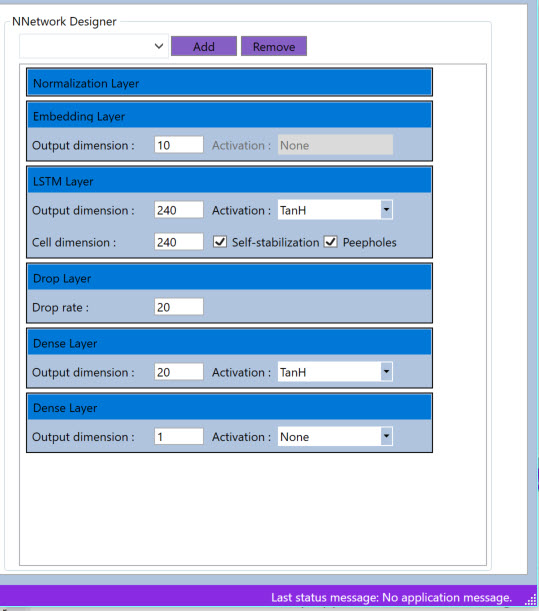 NNetwork Designer
Add Remove
Normalization Layer
Embedding Layer
Output dimension : 10 Activation : None
LSTM Layer
Output dimension : 240 Activation : TanH
Cell dimension : 240 Self-stabilization Peepholes
Drop Layer
Drop rate : 20
Dense Layer
Output dimension : 20 Activation : TanH
Dense Layer
Output dimension : 1 Activation : None
Last status message: No application message.